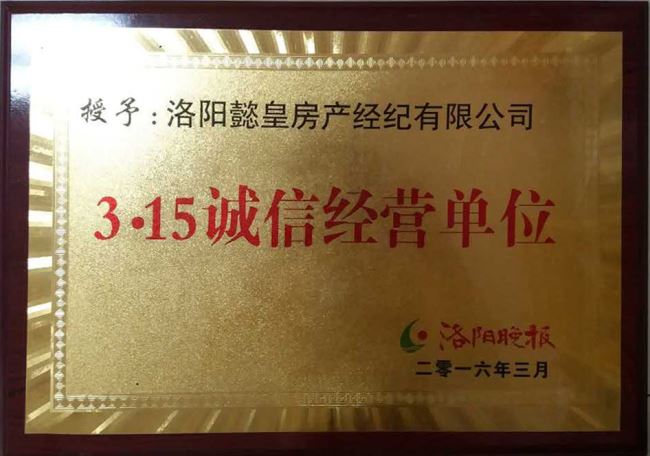 授予：洛阳懿皇房产经纪有限公司
3·15诚信经营单位
洛阳晚报
二零一六年三月